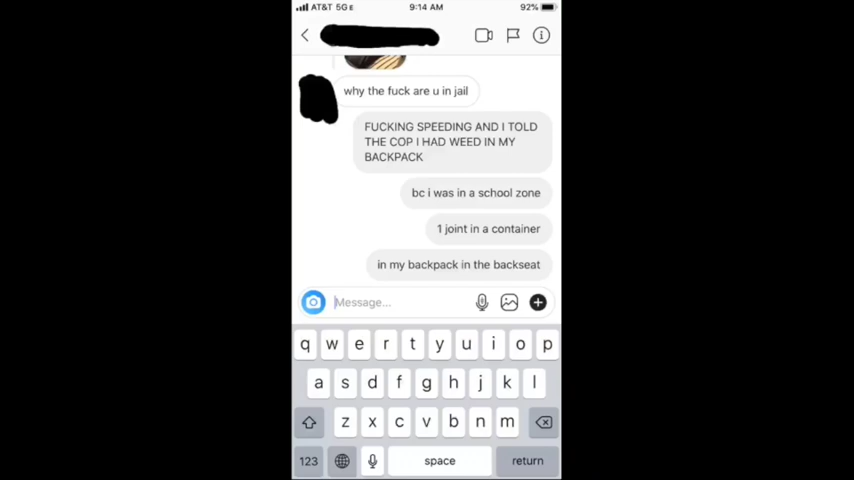 AT&T 5GE 9:14 AM 92%
why the fuck are u in jail
FUCKING SPEEDING AND I TOLD
THE COP I HAD WEED IN MY
BACKPACK
bc i was in a school zone
1 joint in a container
in my backpack in the backseat
Message...
q w e r t y u i o p
a s d f g h j k l
z x c v b n m
123 space return